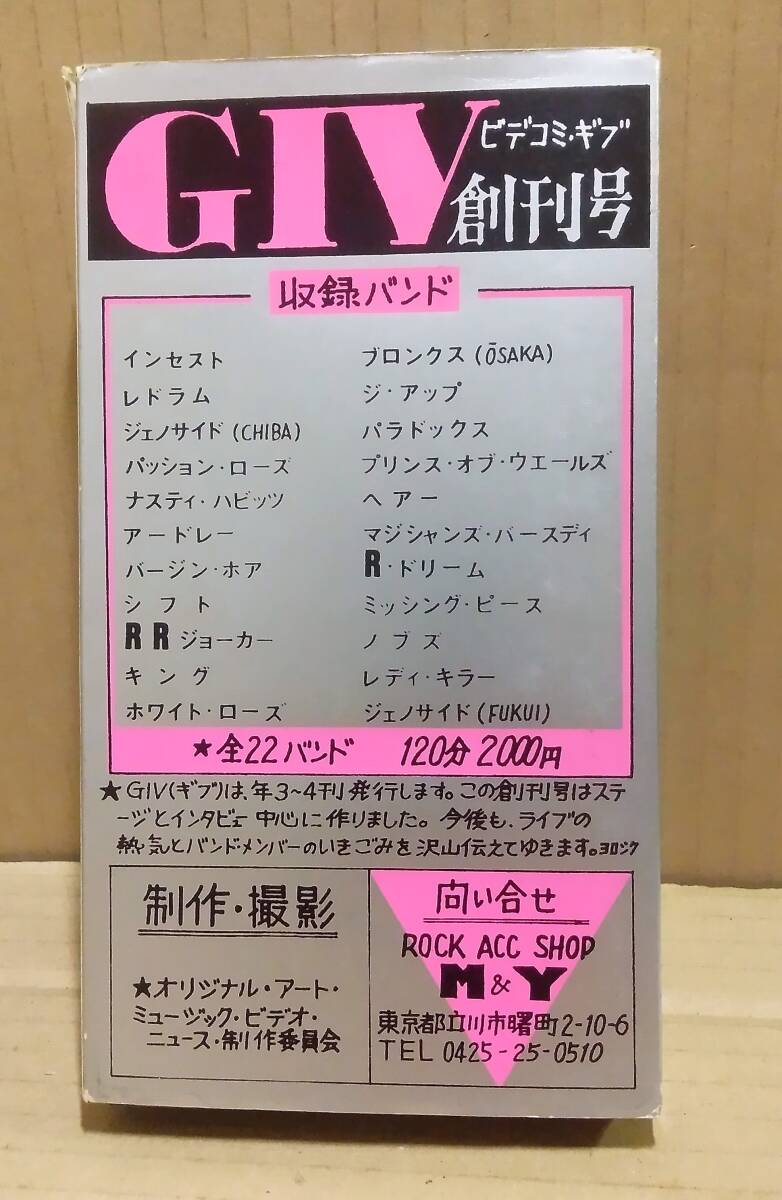 GIV ビデコミ・ギブ
創刊号
収録バンド
インセスト
レドラム
ジェノサイド (CHIBA)
パッション・ローズ
ナスティ・ハビッツ
アードレー
バージン・ホア
シフト
RRジョーカー
キング
ホワイト・ローズ
ブロンクス (ŌSAKA)
ジ・アップ
パラドックス
プリンス・オブ・ウエールズ
ヘアー
マジシャンズ・バースディ
R・ドリーム
ミッシング・ピース
ノブズ
レディ・キラー
ジェノサイド (FUKUI)
★全22バンド 120分 2000円
★GIV(ギブ)は、年3~4刊発行します。この創刊号はステ
ージとインタビュー中心に作りました。今後も、ライブの
熱気とバンドメンバーのいきごみを沢山伝えてゆきます。ヨロシク
制作・撮影
★オリジナル・アート・
ミュージック・ビデオ・
ニュース・制作委員会
問い合せ
ROCK ACC SHOP
M & Y
東京都立川市曙町2-10-6
TEL 0425-25-0510